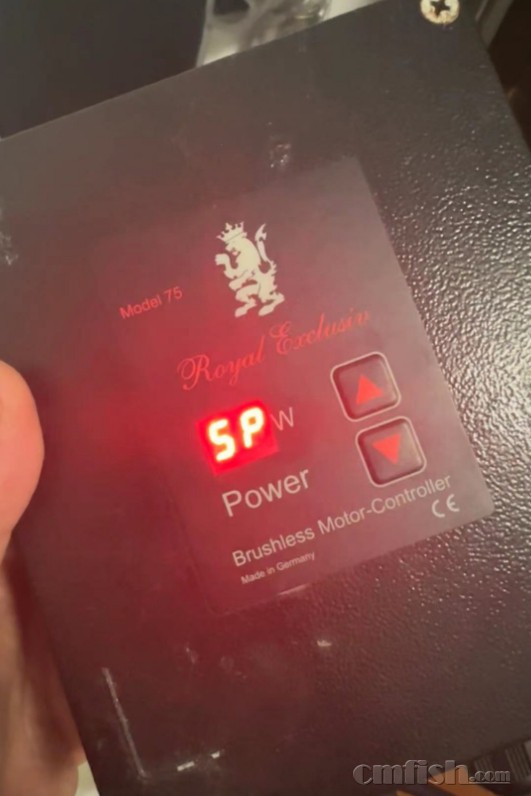 Model 75
Royal Exclusiv
SP W
Power
Brushless Motor-Controller
Made in Germany
CE
cmfish.com